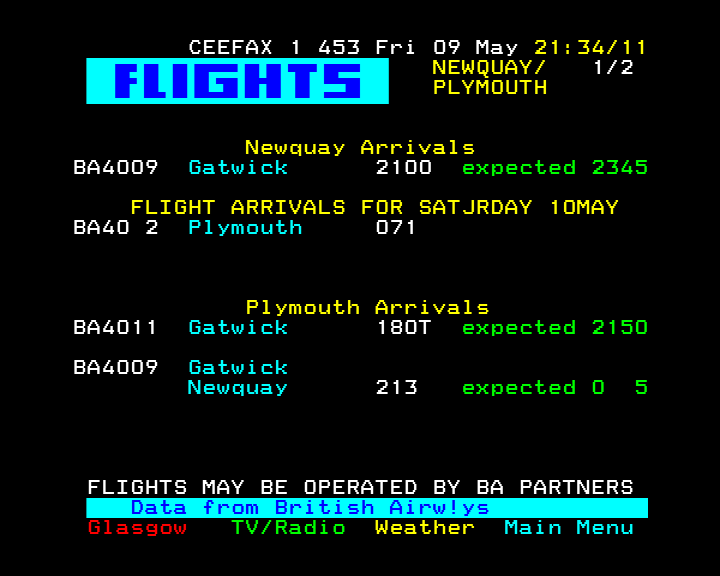 CEEFAX 1 453 Fri 09 May 21:34/11
FLIGHTS NEWQUAY/ 1/2
PLYMOUTH
Newquay Arrivals
BA4009 Gatwick 2100 expected 2345
FLIGHT ARRIVALS FOR SATJRDAY 10MAY
BA40 2 Plymouth 071
Plymouth Arrivals
BA4011 Gatwick 180T expected 2150
BA4009 Gatwick
Newquay 213 expected 0 5
FLIGHTS MAY BE OPERATED BY BA PARTNERS
Data from British Airw!ys
Glasgow TV/Radio Weather Main Menu